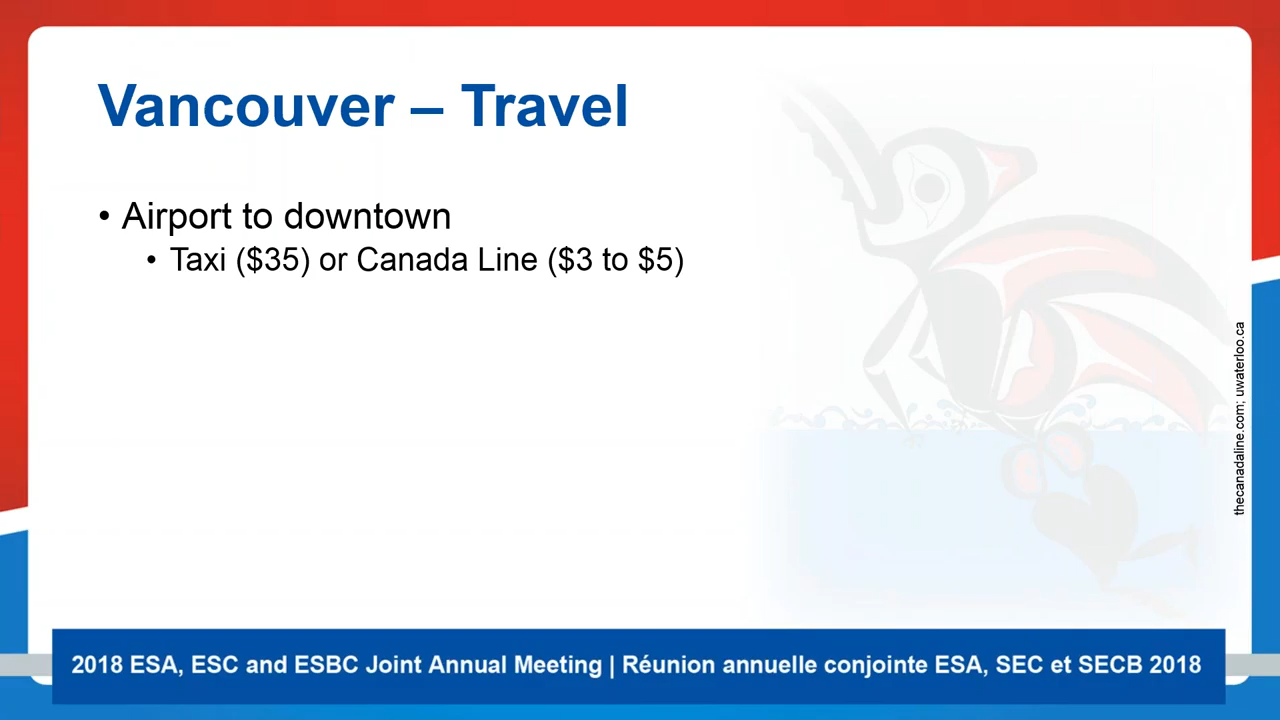 Vancouver – Travel
• Airport to downtown
• Taxi ($35) or Canada Line ($3 to $5)
thecanadaline.com; uwaterloo.ca
2018 ESA, ESC and ESBC Joint Annual Meeting | Réunion annuelle conjointe ESA, SEC et SECB 2018